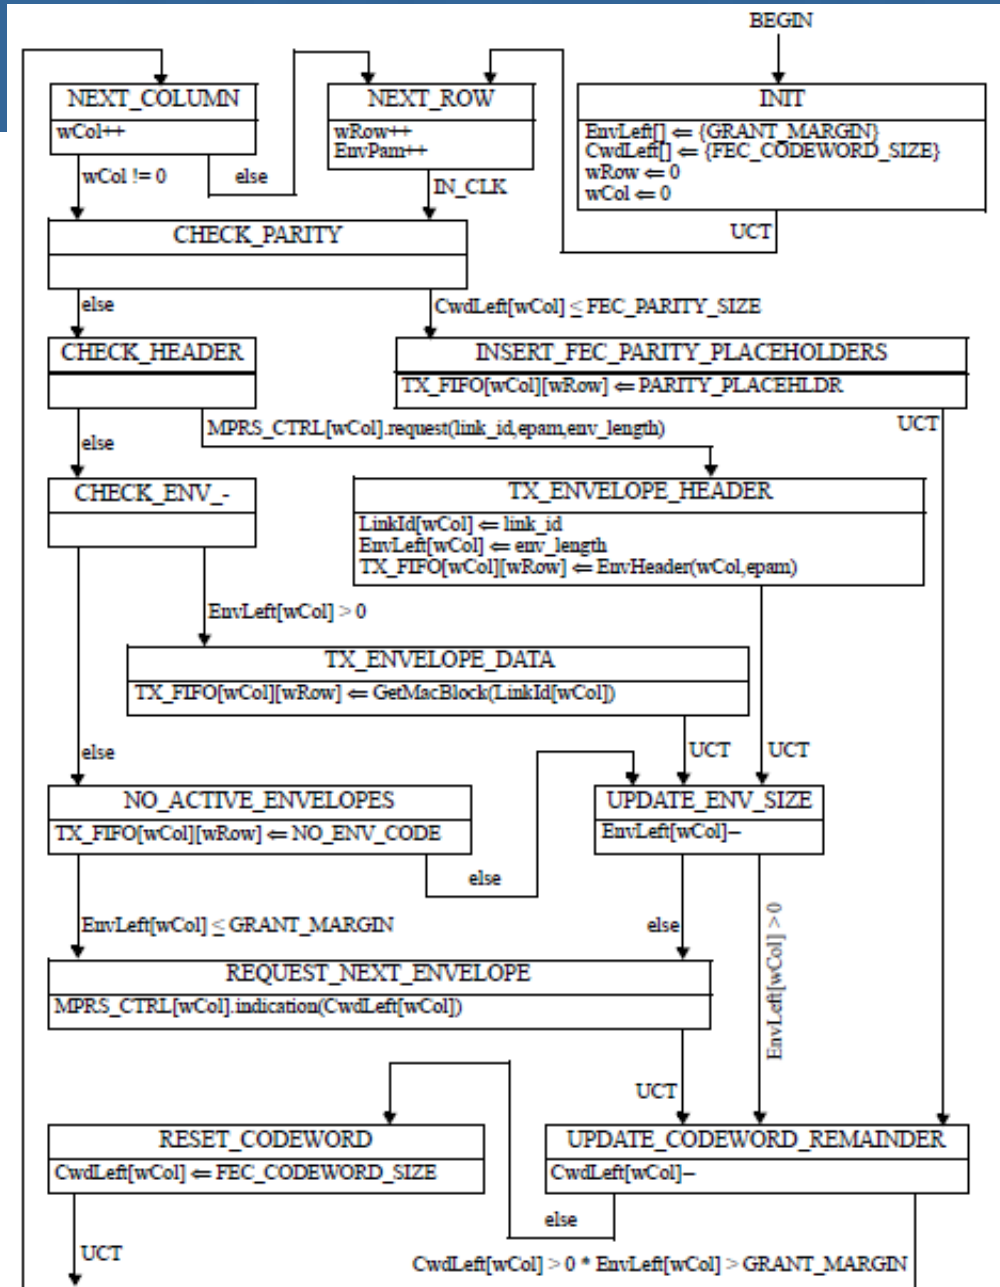 BEGIN
NEXT_COLUMN
wCol++
NEXT_ROW
wRow++
EnvPam++
INIT
EnvLeft[] ⇐ {GRANT_MARGIN}
CwdLeft[] ⇐ {FEC_CODEWORD_SIZE}
wRow ⇐ 0
wCol ⇐ 0
wCol != 0
else
IN_CLK
UCT
CHECK_PARITY
else
CwdLeft[wCol] ≤ FEC_PARITY_SIZE
CHECK_HEADER
INSERT_FEC_PARITY_PLACEHOLDERS
TX_FIFO[wCol][wRow] ⇐ PARITY_PLACEHLDR
MPRS_CTRL[wCol].request(link_id,epam,env_length)
UCT
else
CHECK_ENV_-
TX_ENVELOPE_HEADER
LinkId[wCol] ⇐ link_id
EnvLeft[wCol] ⇐ env_length
TX_FIFO[wCol][wRow] ⇐ EnvHeader(wCol,epam)
EnvLeft[wCol] > 0
TX_ENVELOPE_DATA
TX_FIFO[wCol][wRow] ⇐ GetMacBlock(LinkId[wCol])
else
UCT
UCT
NO_ACTIVE_ENVELOPES
TX_FIFO[wCol][wRow] ⇐ NO_ENV_CODE
UPDATE_ENV_SIZE
EnvLeft[wCol]–
else
EnvLeft[wCol] ≤ GRANT_MARGIN
else
EnvLeft[wCol] > 0
REQUEST_NEXT_ENVELOPE
MPRS_CTRL[wCol].indication(CwdLeft[wCol])
UCT
RESET_CODEWORD
CwdLeft[wCol] ⇐ FEC_CODEWORD_SIZE
UPDATE_CODEWORD_REMAINDER
CwdLeft[wCol]–
else
UCT
CwdLeft[wCol] > 0 * EnvLeft[wCol] > GRANT_MARGIN